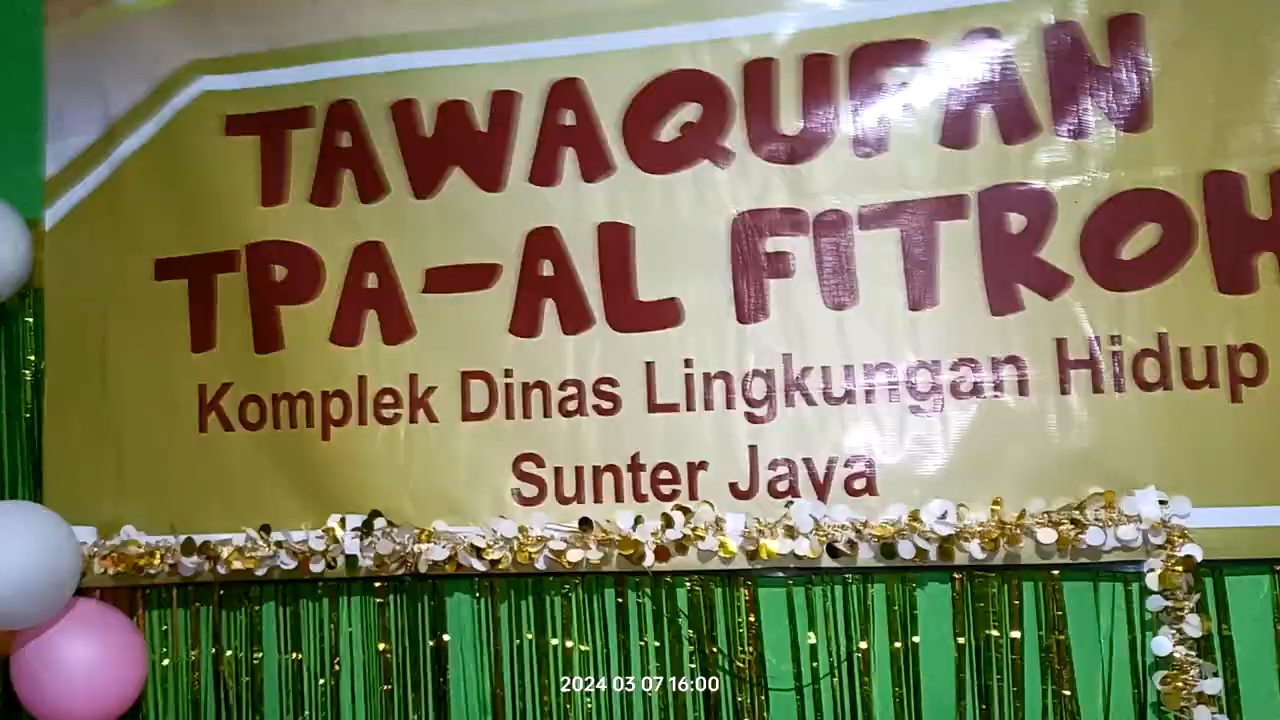 TAWAQUFAN
TPA-AL FITROH
Komplek Dinas Lingkungan Hidup
Sunter Jaya
2024 03 07 16:00